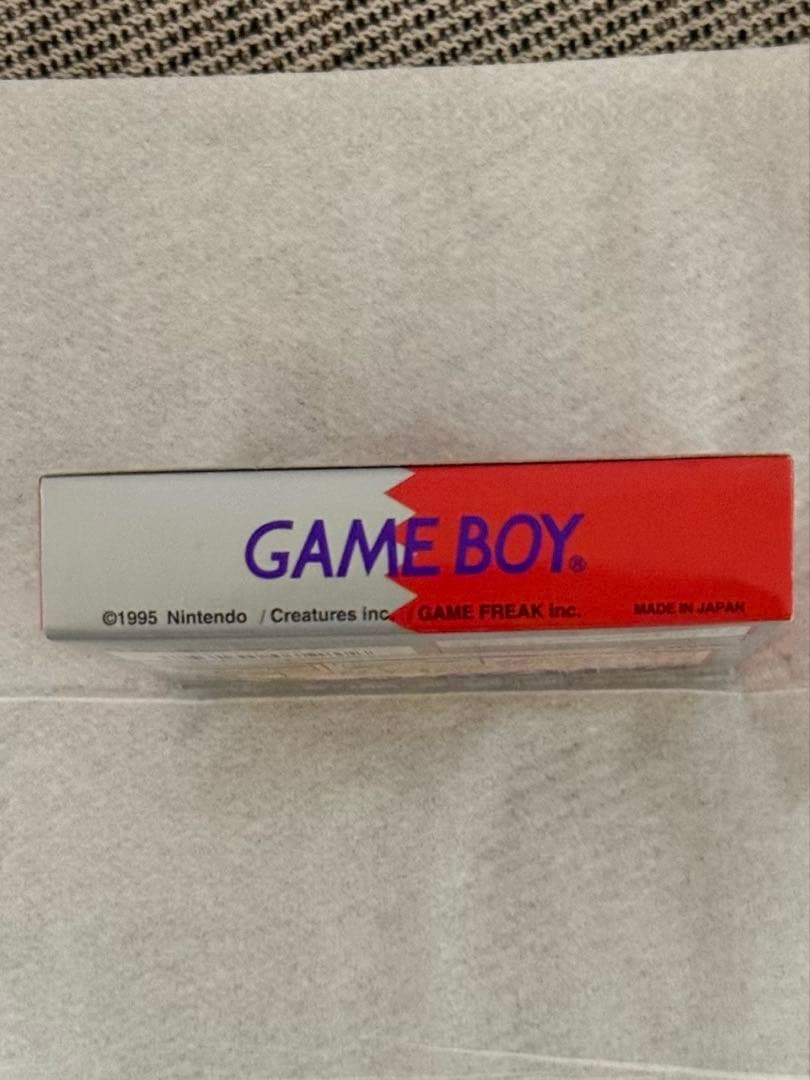 GAME BOY®
©1995 Nintendo / Creatures inc. / GAME FREAK inc. MADE IN JAPAN